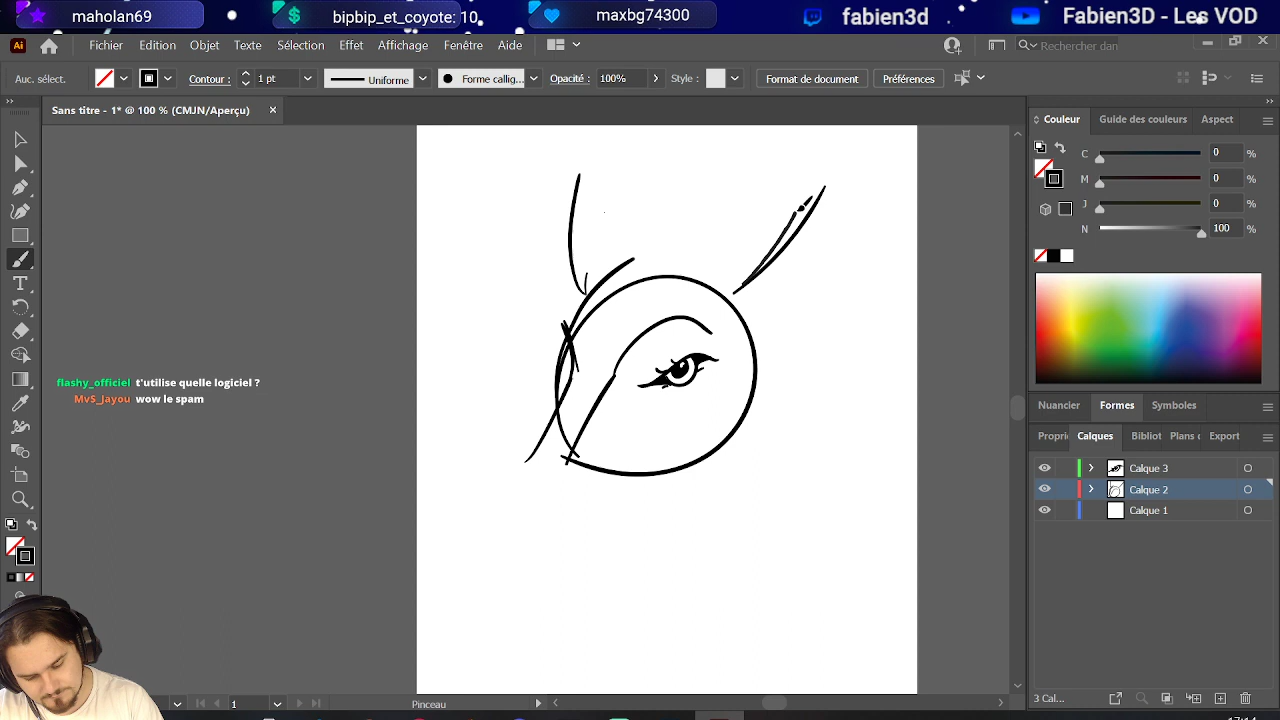 maholan69
bipbip_et_coyote: 10
maxbg74300
fabien3d
Fabien3D - Les VOD
Ai
Fichier Edition Objet Texte Sélection Effet Affichage Fenêtre Aide
Rechercher dan
Auc. sélect.
Contour :
1 pt
Uniforme
Forme callig...
Opacité :
100%
Style :
Format de document
Préférences
Sans titre - 1* @ 100 % (CMJN/Aperçu)
Couleur
Guide des couleurs
Aspect
C 0 %
M 0 %
J 0 %
N 100 %
flashy_officiel t'utilise quelle logiciel ?
MvS_Jayou wow le spam
Nuancier
Formes
Symboles
Proprié
Calques
Bibliot
Plans d
Export
Calque 3
Calque 2
Calque 1
1
Pinceau
3 Cal...